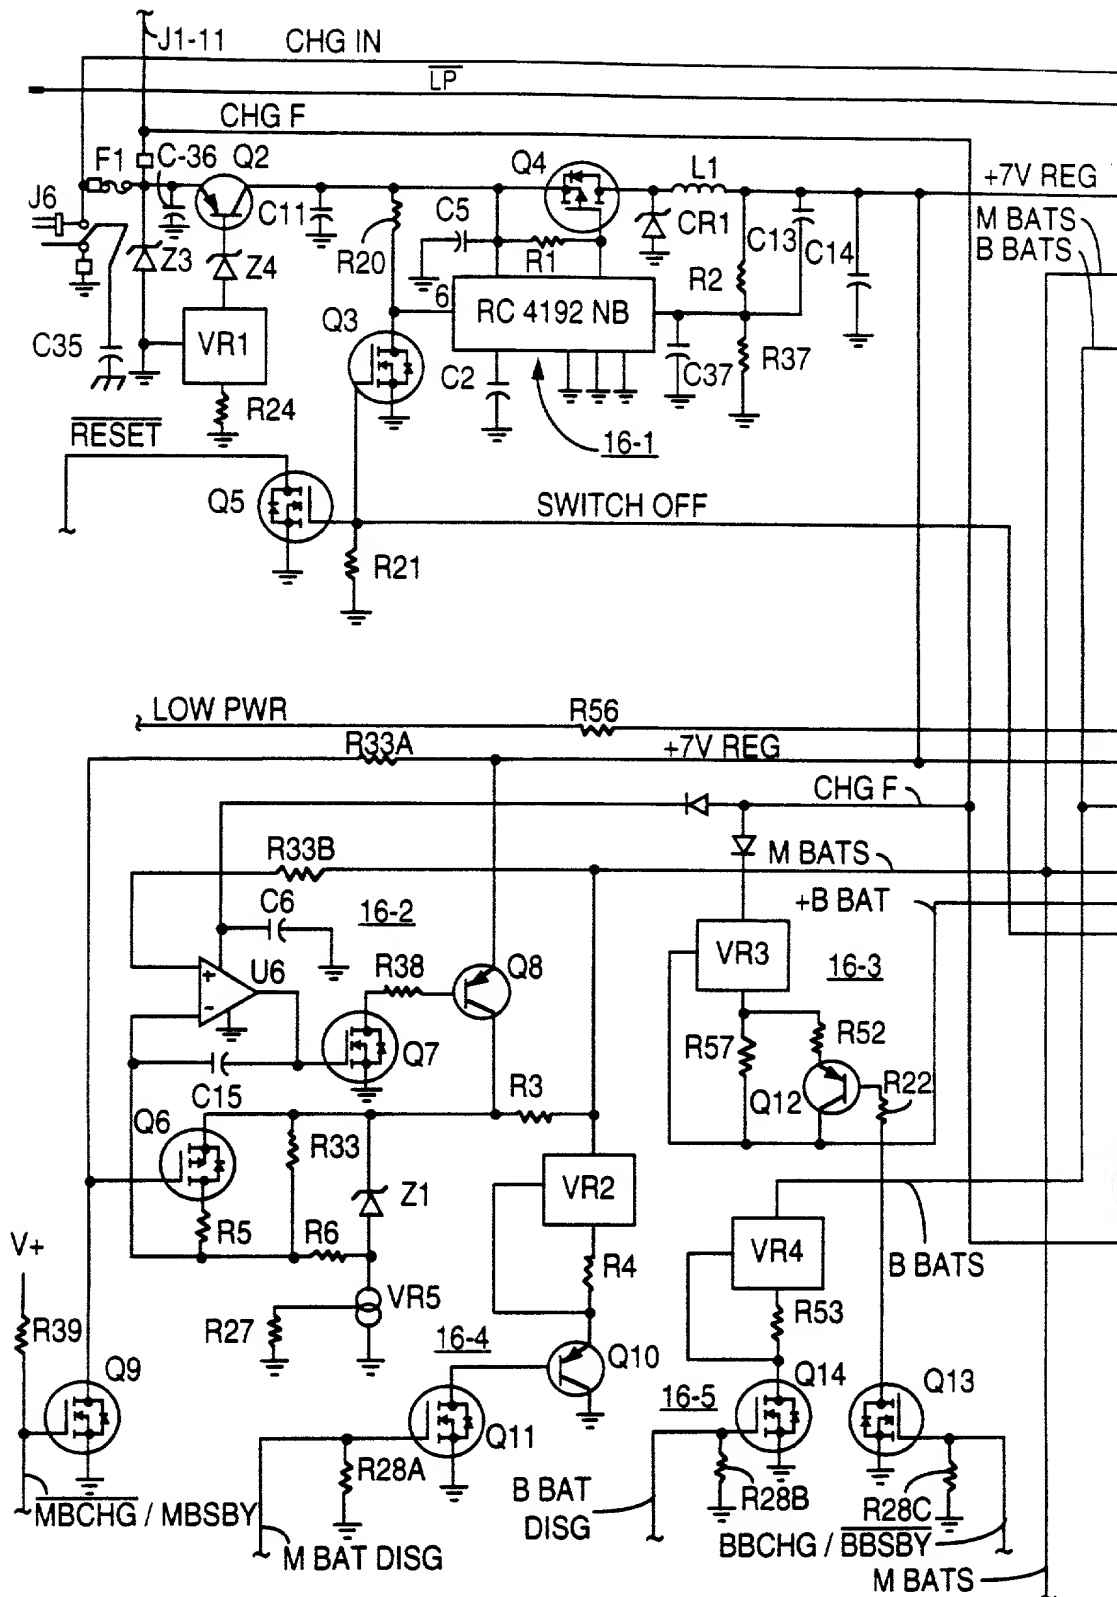 J1-11
CHG IN
LP
CHG F
F1
C-36
Q2
Q4
L1
+7V REG
J6
M BATS
B BATS
C11
C5
CR1
C13
C14
Z3
Z4
R20
R1
R2
6
RC 4192 NB
Q3
C35
VR1
C2
C37
R37
R24
RESET
16-1
Q5
SWITCH OFF
R21
LOW PWR
R56
R33A
+7V REG
CHG F
R33B
M BATS
C6
16-2
+B BAT
+
U6
R38
Q8
VR3
16-3
-
Q7
R57
R52
C15
R3
Q12
R22
Q6
R33
Z1
VR2
R5
R6
VR4
B BATS
V+
R4
VR5
R53
R39
R27
16-4
Q9
Q10
Q14
Q13
16-5
Q11
R28A
B BAT
DISG
R28B
R28C
MBCHG / MBSBY
M BAT DISG
BBCHG / BBSBY
M BATS